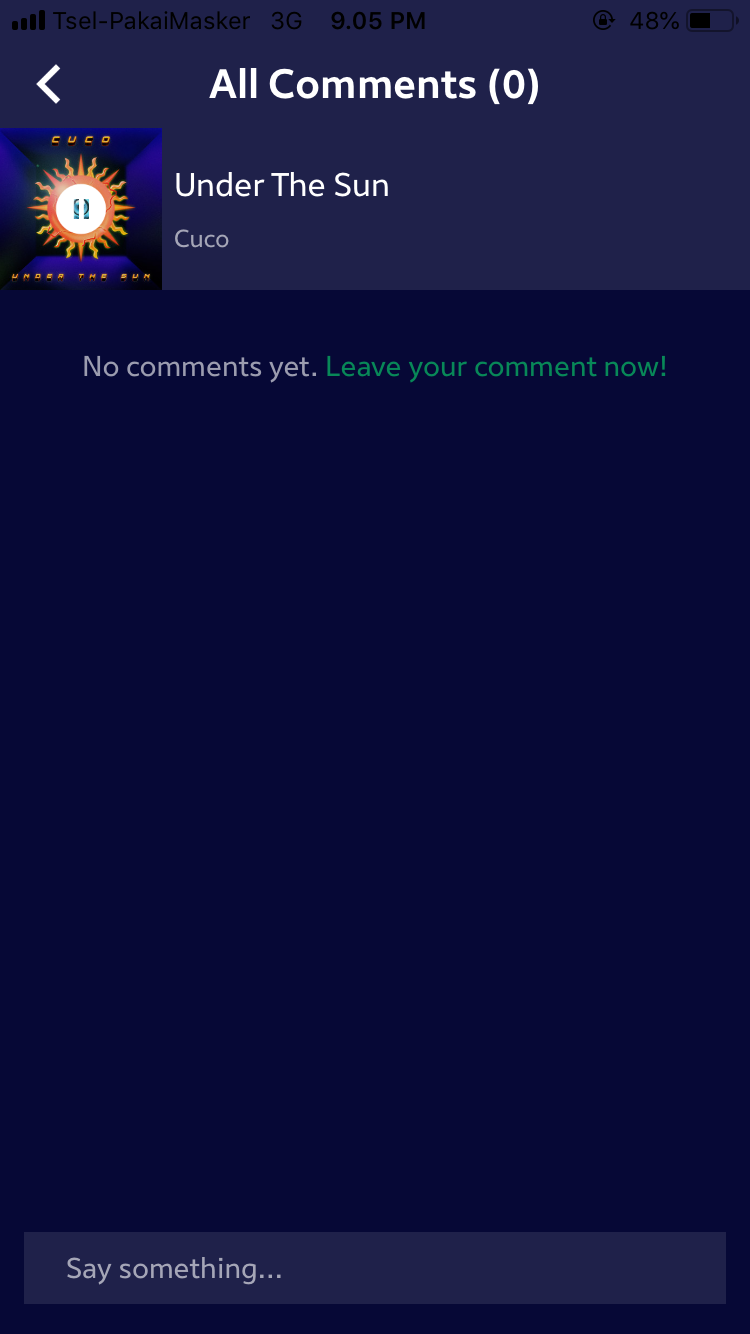 Tsel-PakaiMasker 3G 9.05 PM 48%
All Comments (0)
CUCO
UNDER THE SUN
Under The Sun
Cuco
No comments yet. Leave your comment now!
Say something...